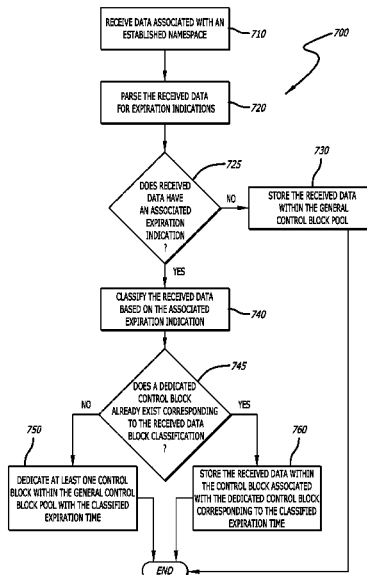 RECEIVE DATA ASSOCIATED WITH AN
ESTABLISHED NAMESPACE
710
700
PARSE THE RECEIVED DATA
FOR EXPIRATION INDICATIONS
720
725
DOES RECEIVED
DATA HAVE
AN ASSOCIATED
EXPIRATION
INDICATION
?
NO
730
STORE THE RECEIVED DATA
WITHIN THE GENERAL
CONTROL BLOCK POOL
YES
CLASSIFY THE RECEIVED DATA
BASED ON THE ASSOCIATED
EXPIRATION INDICATION
740
745
DOES A DEDICATED
CONTROL BLOCK
ALREADY EXIST CORRESPONDING
TO THE RECEIVED DATA
BLOCK CLASSIFICATION
?
NO
YES
750
DEDICATE AT LEAST ONE CONTROL
BLOCK WITHIN THE GENERAL CONTROL
BLOCK POOL WITH THE CLASSIFIED
EXPIRATION TIME
760
STORE THE RECEIVED DATA WITHIN
THE CONTROL BLOCK ASSOCIATED
WITH THE DEDICATED CONTROL BLOCK
CORRESPONDING TO THE CLASSIFIED
EXPIRATION TIME
END